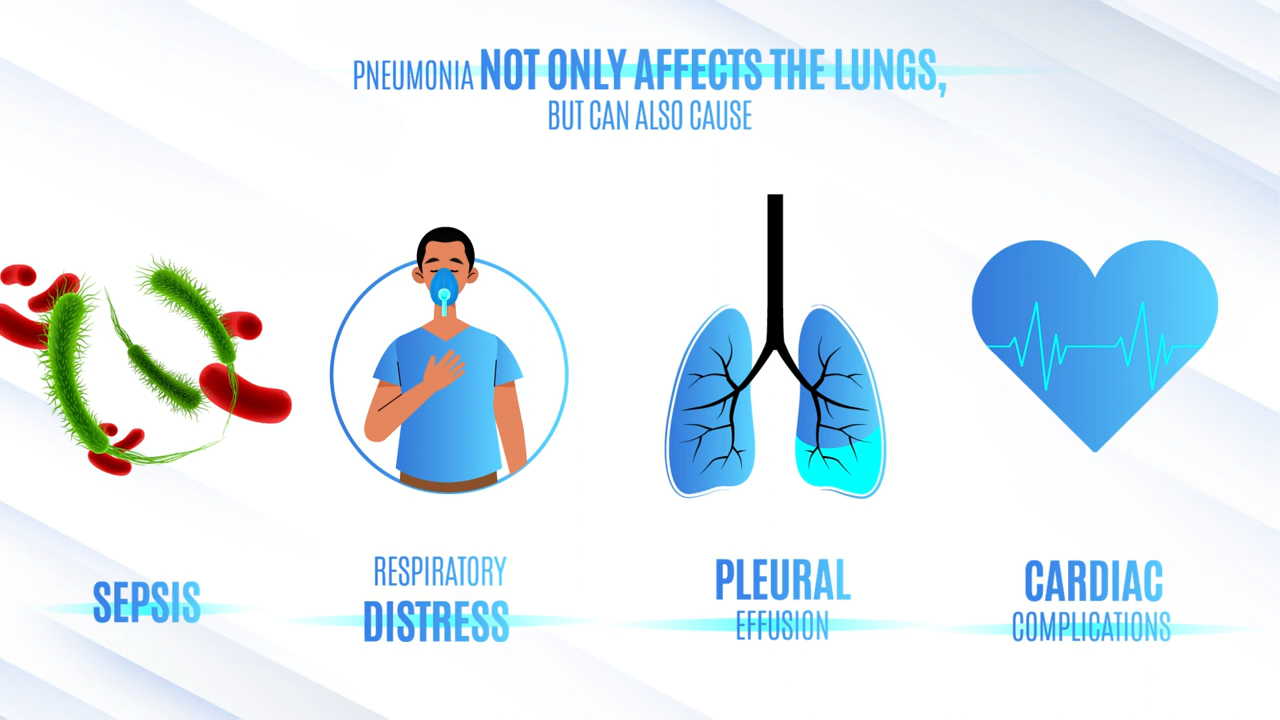 PNEUMONIA NOT ONLY AFFECTS THE LUNGS,
BUT CAN ALSO CAUSE
SEPSIS
RESPIRATORY
DISTRESS
PLEURAL
EFFUSION
CARDIAC
COMPLICATIONS